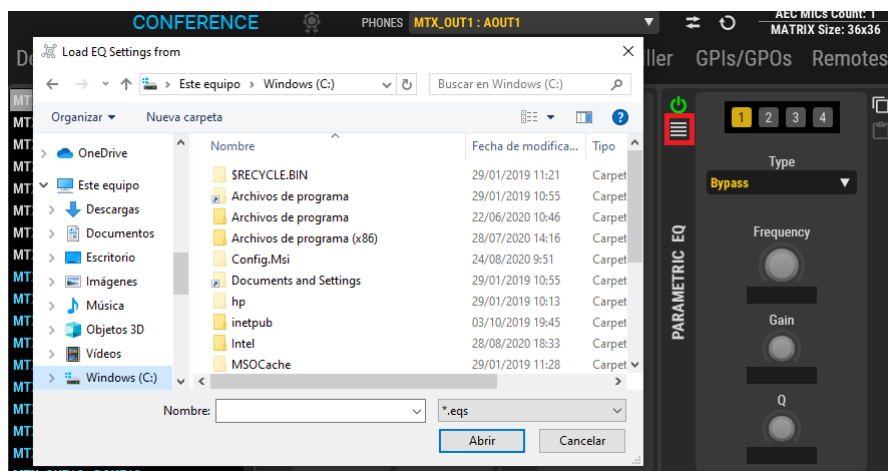 AEC MICs Count: 1
CONFERENCE PHONES MTX_OUT1 : AOUT1
MATRIX Size: 36x36
Load EQ Settings from
ller GPIs/GPOs Remotes
Este equipo > Windows (C:) Buscar en Windows (C:)
Organizar Nueva carpeta
1 2 3 4
Nombre Fecha de modifica... Tipo
OneDrive
Type
$RECYCLE.BIN 29/01/2019 11:21 Carpet
Este equipo
Bypass
Archivos de programa 29/01/2019 10:55 Carpet
Descargas
Archivos de programa 22/06/2020 10:46 Carpet
Documentos
Archivos de programa (x86) 28/07/2020 14:16 Carpet
Frequency
Escritorio
Config.Msi 24/08/2020 9:51 Carpet
Imágenes
Documents and Settings 29/01/2019 10:55 Carpet
PARAMETRIC EQ
Música
hp 29/01/2019 10:13 Carpet
Objetos 3D
inetpub 03/10/2019 19:45 Carpet
Gain
Vídeos
Intel 28/08/2020 18:33 Carpet
Windows (C:)
MSOCache 29/01/2019 11:28 Carpet
Q
Nombre: *.eqs
Abrir Cancelar